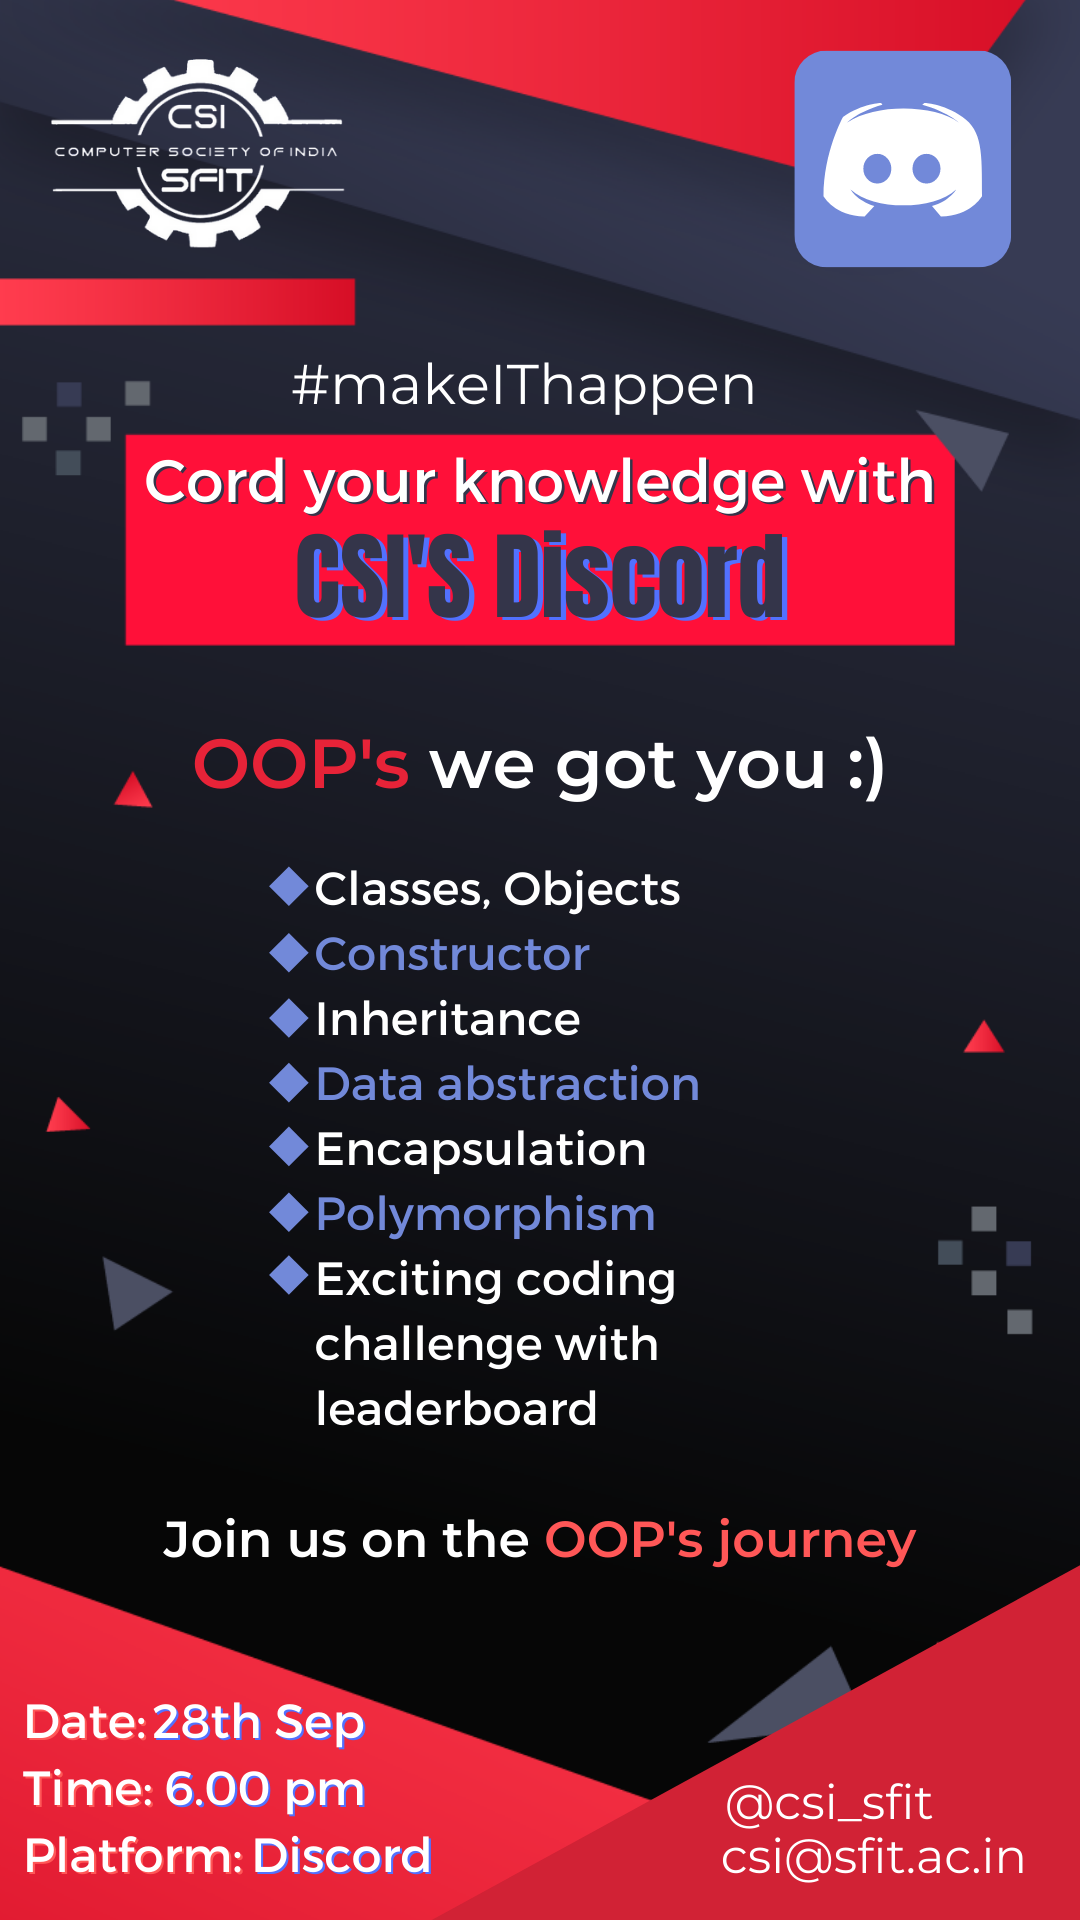 CSI
COMPUTER SOCIETY OF INDIA
SFIT
#makeIThappen
Cord your knowledge with
CSI'S Discord
OOP's we got you :)
Classes, Objects
Constructor
Inheritance
Data abstraction
Encapsulation
Polymorphism
Exciting coding
challenge with
leaderboard
Join us on the OOP's journey
Date: 28th Sep
Time: 6.00 pm
Platform: Discord
@csi_sfit
csi@sfit.ac.in